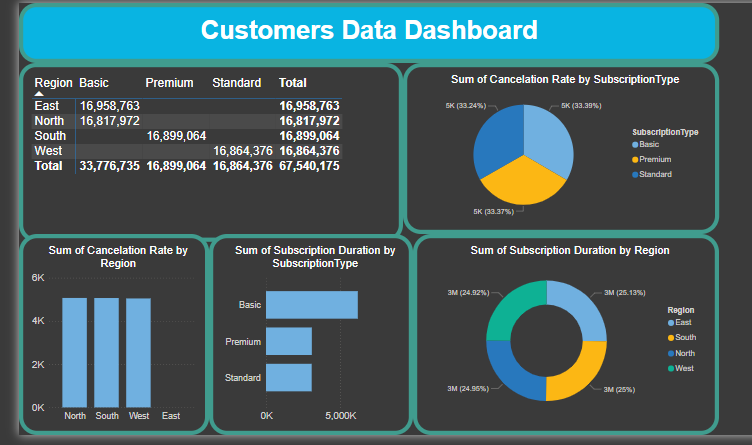 Customers Data Dashboard
Region Basic Premium Standard Total
East 16,958,763 16,958,763
North 16,817,972 16,817,972
South 16,899,064 16,899,064
West 16,864,376 16,864,376
Total 33,776,735 16,899,064 16,864,376 67,540,175
Sum of Cancelation Rate by SubscriptionType
5K (33.24%)
5K (33.39%)
5K (33.37%)
SubscriptionType
Basic
Premium
Standard
Sum of Cancelation Rate by
Region
6K
4K
2K
0K
North South West East
Sum of Subscription Duration by
SubscriptionType
Basic
Premium
Standard
0K 5,000K
Sum of Subscription Duration by Region
3M (24.92%)
3M (25.13%)
3M (24.95%)
3M (25%)
Region
East
South
North
West